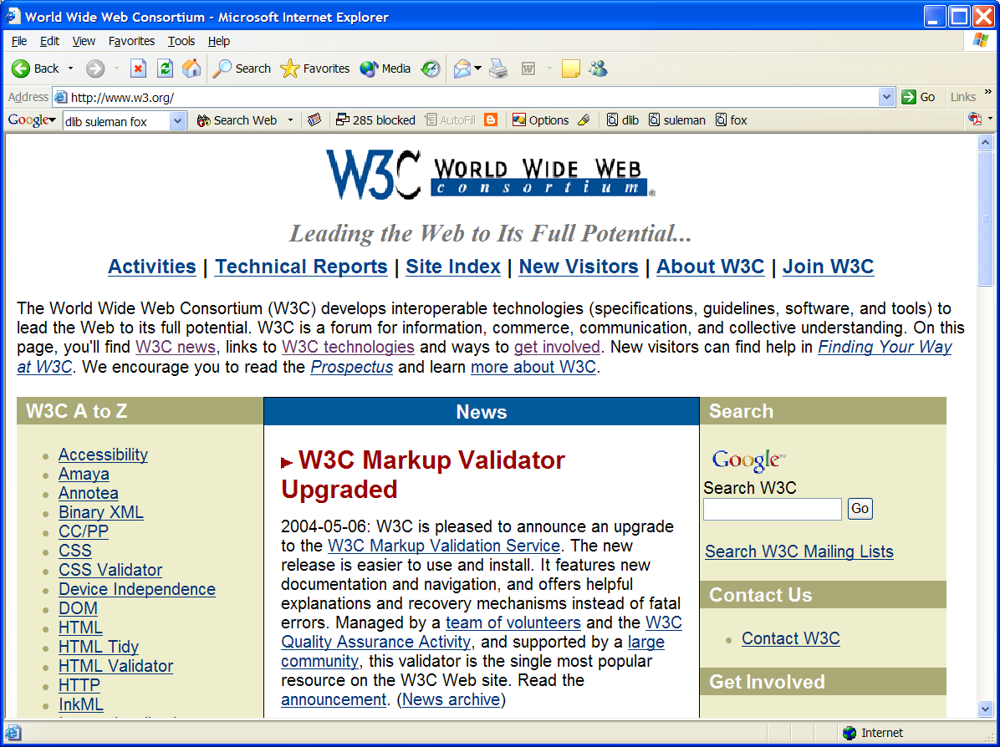 World Wide Web Consortium - Microsoft Internet Explorer
File Edit View Favorites Tools Help
Back Search Favorites Media
Address http://www.w3.org/ Go Links »
Google dlib suleman fox Search Web 285 blocked AutoFill Options dlib suleman fox
W3C WORLD WIDE WEB
consortium ®
Leading the Web to Its Full Potential...
Activities | Technical Reports | Site Index | New Visitors | About W3C | Join W3C
The World Wide Web Consortium (W3C) develops interoperable technologies (specifications, guidelines, software, and tools) to
lead the Web to its full potential. W3C is a forum for information, commerce, communication, and collective understanding. On this
page, you'll find W3C news, links to W3C technologies and ways to get involved. New visitors can find help in Finding Your Way
at W3C. We encourage you to read the Prospectus and learn more about W3C.
W3C A to Z
Accessibility
Amaya
Annotea
Binary XML
CC/PP
CSS
CSS Validator
Device Independence
DOM
HTML
HTML Tidy
HTML Validator
HTTP
InkML
News
W3C Markup Validator
Upgraded
2004-05-06: W3C is pleased to announce an upgrade
to the W3C Markup Validation Service. The new
release is easier to use and install. It features new
documentation and navigation, and offers helpful
explanations and recovery mechanisms instead of fatal
errors. Managed by a team of volunteers and the W3C
Quality Assurance Activity, and supported by a large
community, this validator is the single most popular
resource on the W3C Web site. Read the
announcement. (News archive)
Search
Google™
Search W3C
Go
Search W3C Mailing Lists
Contact Us
Contact W3C
Get Involved
Internet